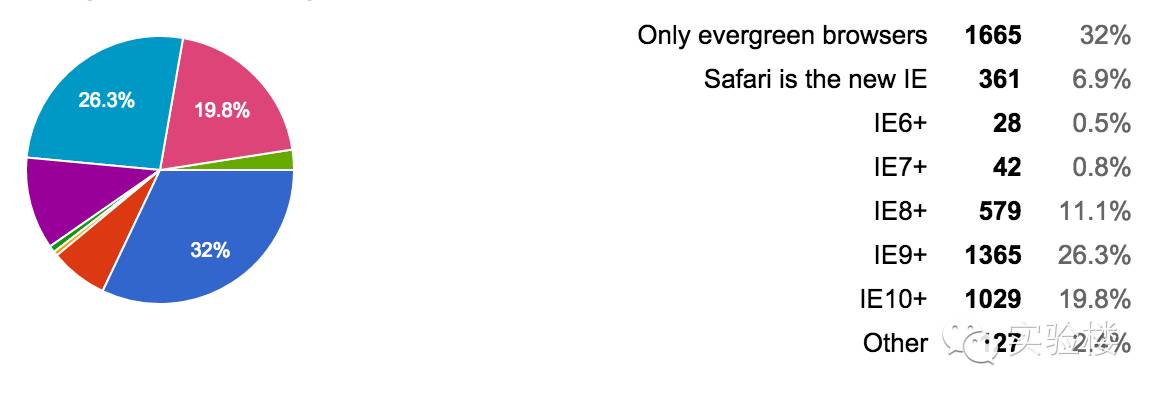 26.3%
19.8%
32%
Only evergreen browsers 1665 32%
Safari is the new IE 361 6.9%
IE6+ 28 0.5%
IE7+ 42 0.8%
IE8+ 579 11.1%
IE9+ 1365 26.3%
IE10+ 1029 19.8%
Other 127 2.4%
实验楼